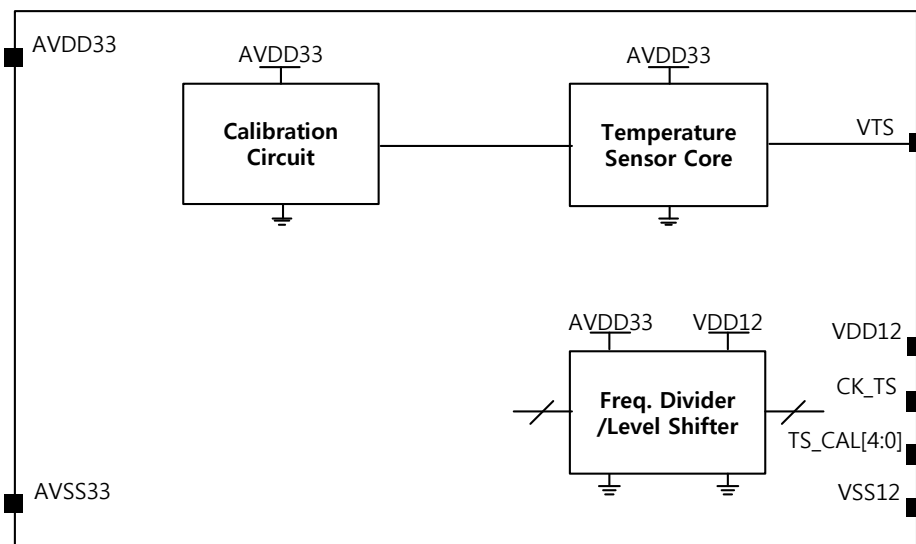 AVDD33
AVDD33
AVDD33
Calibration
Circuit
Temperature
Sensor Core
VTS
AVDD33
VDD12
VDD12
Freq. Divider
/Level Shifter
CK_TS
TS_CAL[4:0]
AVSS33
VSS12